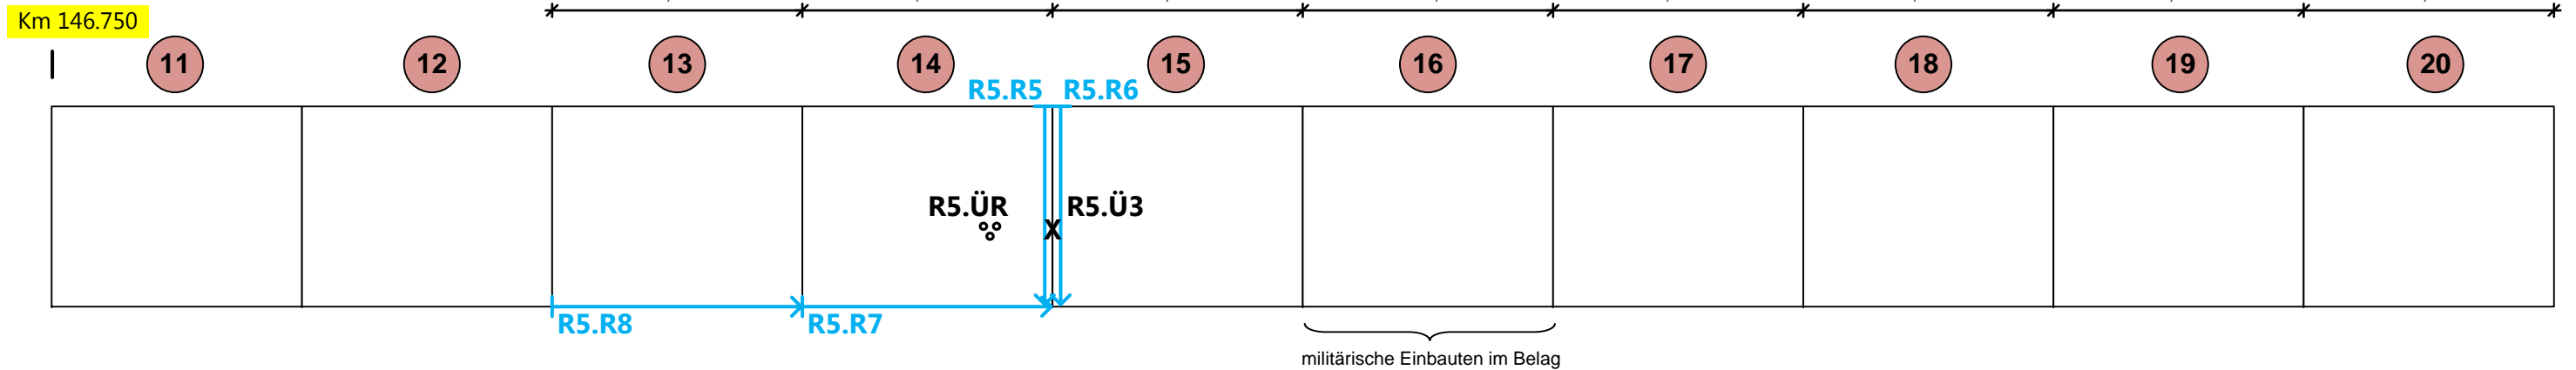 Km 146.750
11 12 13 14 15 16 17 18 19 20
R5.R5 R5.R6
R5.ÜR R5.Ü3
X
R5.R8 R5.R7
militärische Einbauten im Belag